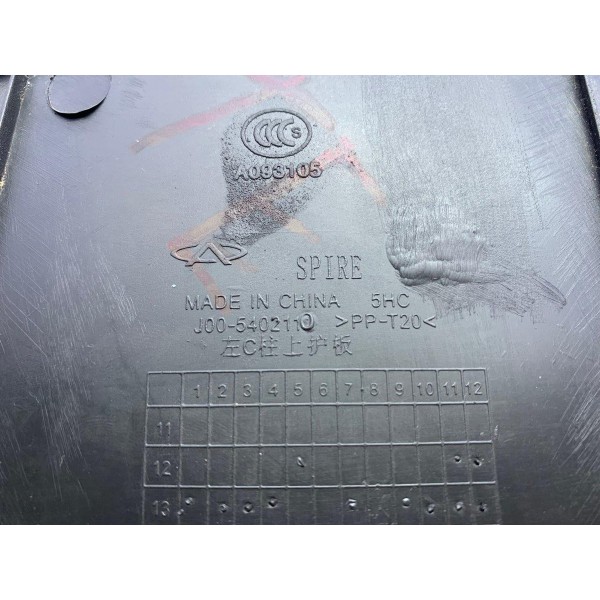 CCC S
A093105
SPIRE
MADE IN CHINA 5HC
J00-5402110 >PP-T20<
左C柱上护板
1 2 3 4 5 6 7 8 9 10 11 12
11
12
13